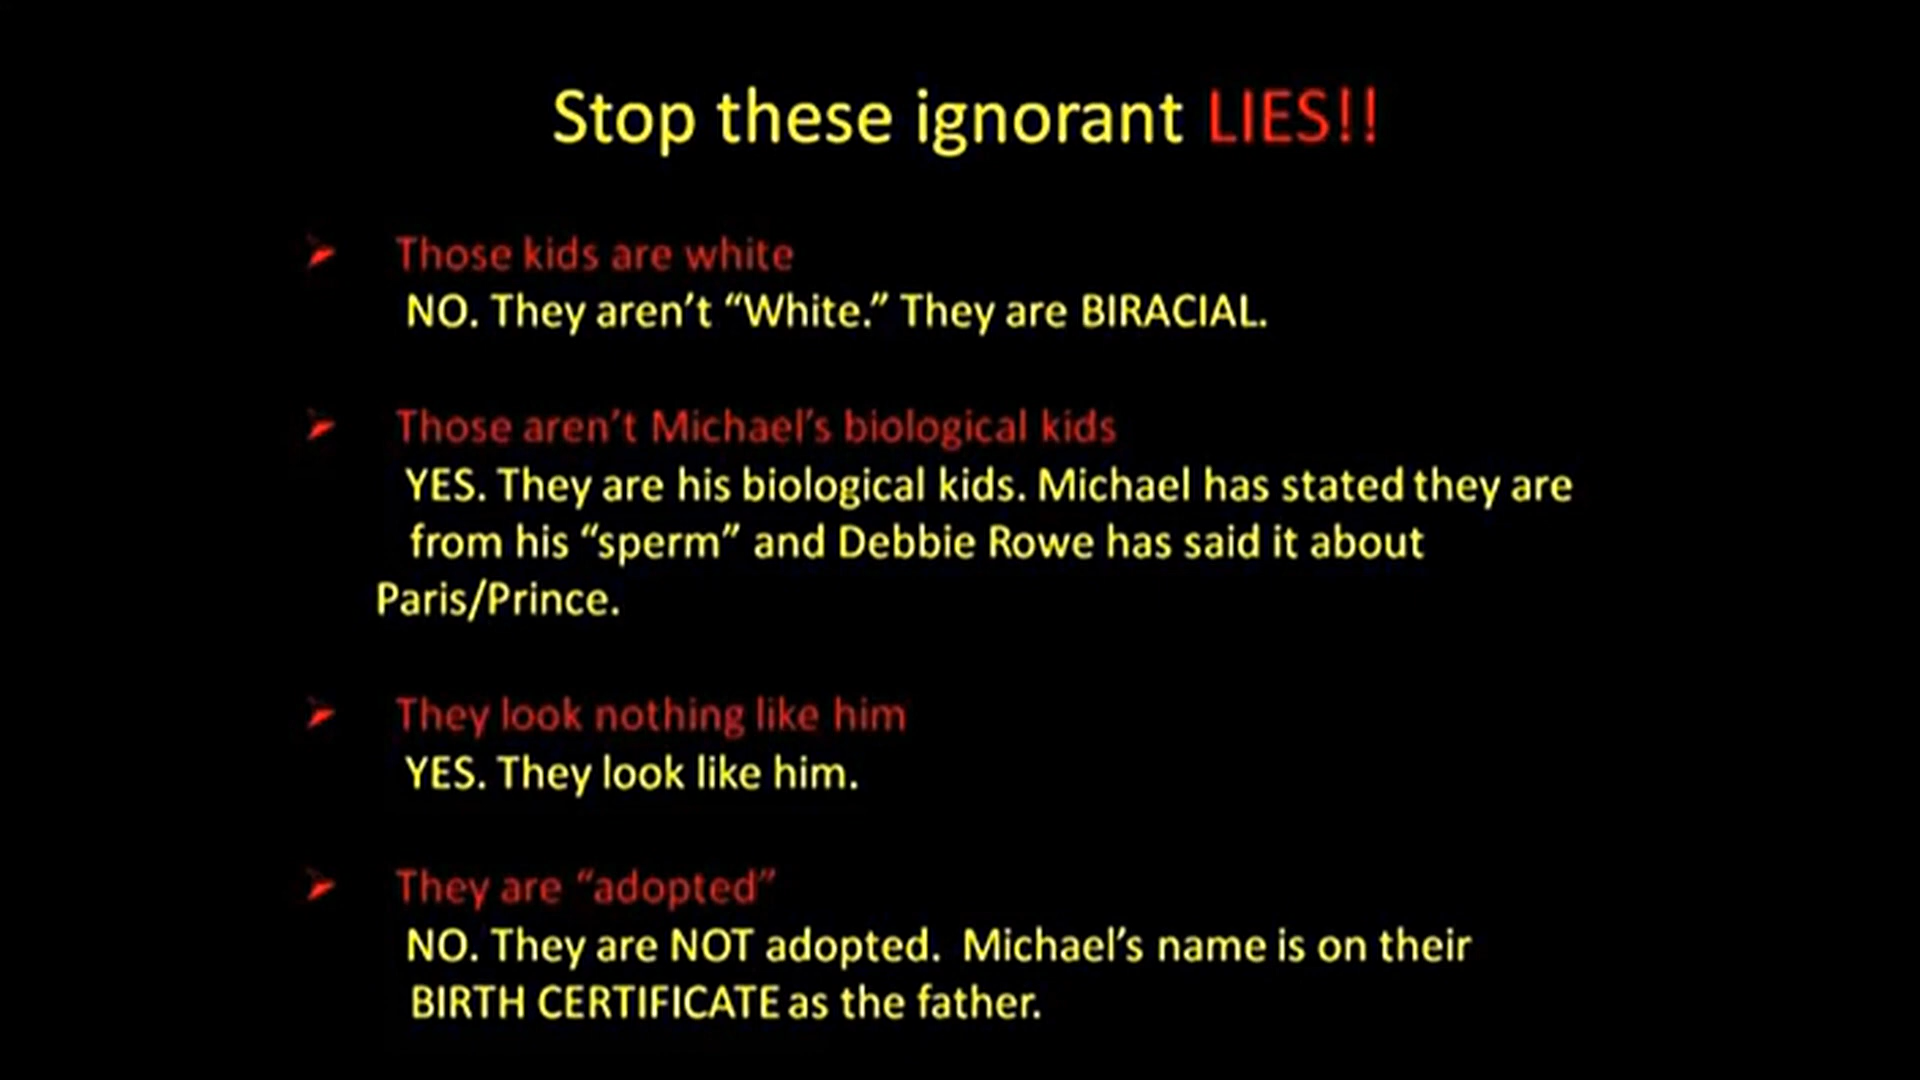 Stop these ignorant LIES!!
Those kids are white
NO. They aren't “White.” They are BIRACIAL.
Those aren't Michael's biological kids
YES. They are his biological kids. Michael has stated they are
from his “sperm” and Debbie Rowe has said it about
Paris/Prince.
They look nothing like him
YES. They look like him.
They are “adopted”
NO. They are NOT adopted.  Michael's name is on their
BIRTH CERTIFICATE as the father.